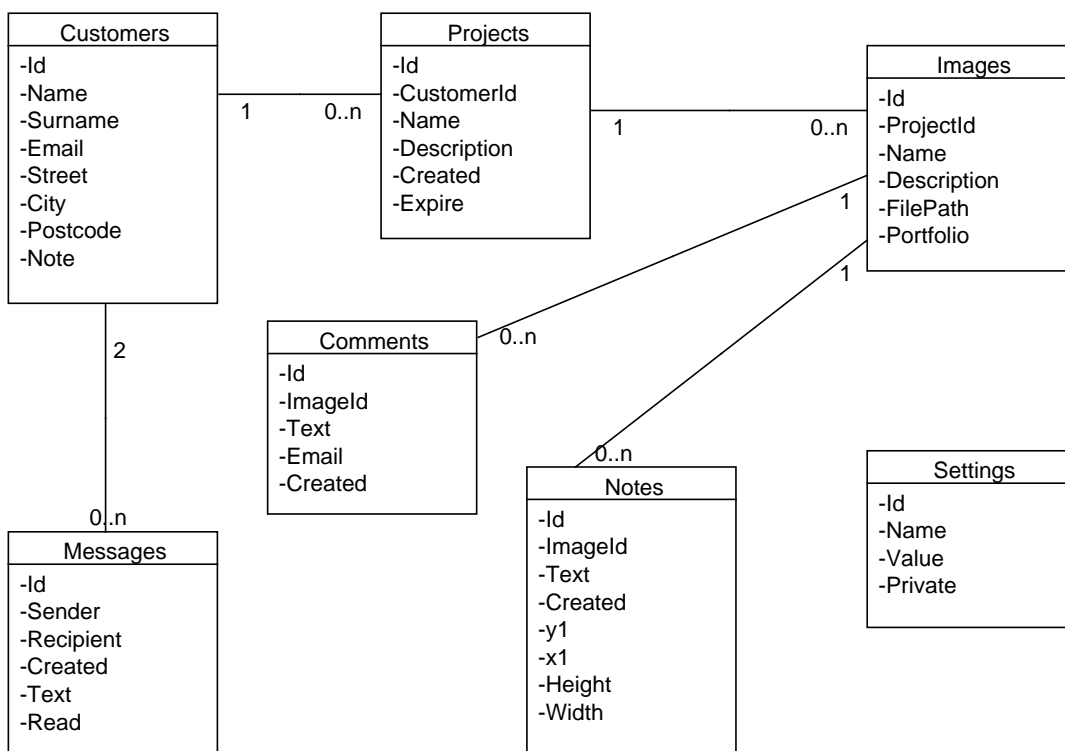 Customers
-Id
-Name
-Surname
-Email
-Street
-City
-Postcode
-Note
1
0..n
Projects
-Id
-CustomerId
-Name
-Description
-Created
-Expire
1
0..n
Images
-Id
-ProjectId
-Name
-Description
-FilePath
-Portfolio
1
1
2
0..n
0..n
0..n
Comments
-Id
-ImageId
-Text
-Email
-Created
Messages
-Id
-Sender
-Recipient
-Created
-Text
-Read
Notes
-Id
-ImageId
-Text
-Created
-y1
-x1
-Height
-Width
Settings
-Id
-Name
-Value
-Private